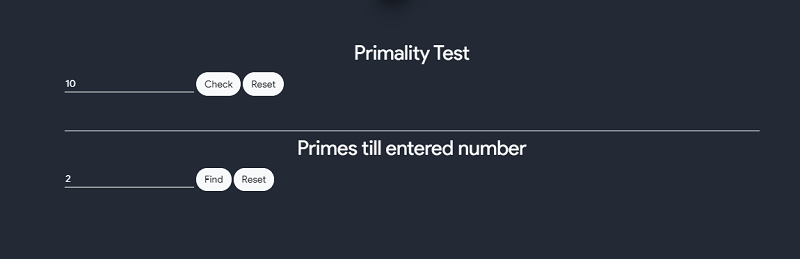 Primality Test
10 Check Reset
Primes till entered number
2 Find Reset